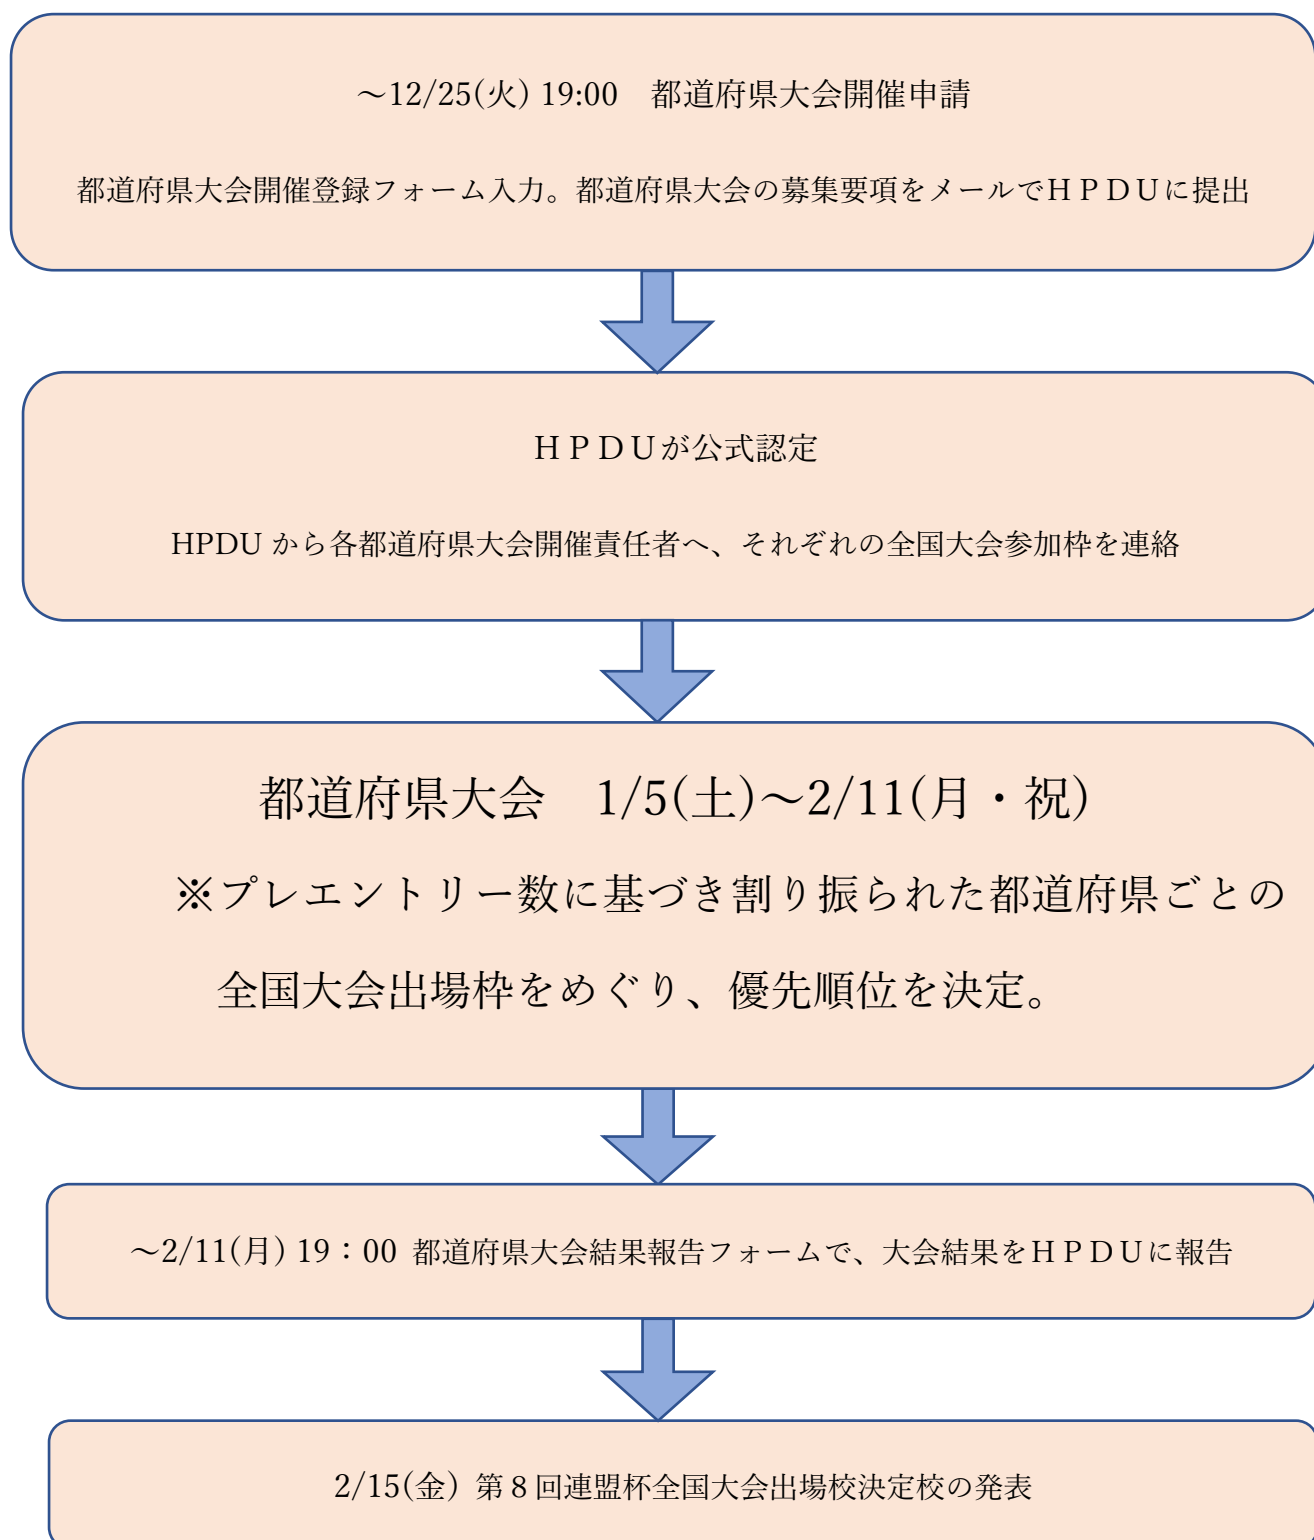 ～12/25(火) 19:00　都道府県大会開催申請
都道府県大会開催登録フォーム入力。都道府県大会の募集要項をメールでＨＰＤＵに提出
ＨＰＤＵが公式認定
HPDU から各都道府県大会開催責任者へ、それぞれの全国大会参加枠を連絡
都道府県大会　1/5(土)～2/11(月・祝)
※プレエントリー数に基づき割り振られた都道府県ごとの
全国大会出場枠をめぐり、優先順位を決定。
～2/11(月) 19：00 都道府県大会結果報告フォームで、大会結果をＨＰＤＵに報告
2/15(金) 第８回連盟杯全国大会出場校決定校の発表